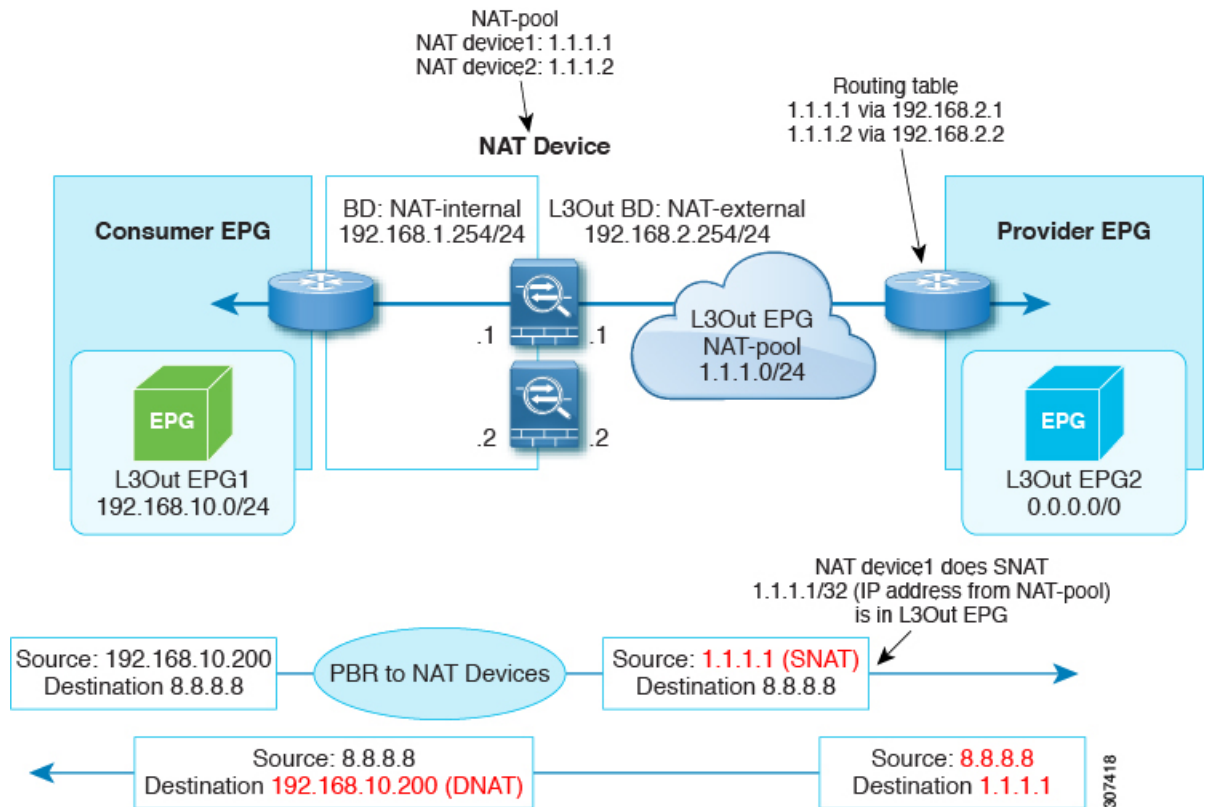 NAT-pool
NAT device1: 1.1.1.1
NAT device2: 1.1.1.2
NAT Device
Routing table
1.1.1.1 via 192.168.2.1
1.1.1.2 via 192.168.2.2
Consumer EPG
BD: NAT-internal
192.168.1.254/24
L3Out BD: NAT-external
192.168.2.254/24
Provider EPG
.1
.1
.2
.2
L3Out EPG
NAT-pool
1.1.1.0/24
EPG
L3Out EPG1
192.168.10.0/24
EPG
L3Out EPG2
0.0.0.0/0
NAT device1 does SNAT
1.1.1.1/32 (IP address from NAT-pool)
is in L3Out EPG
Source: 192.168.10.200
Destination 8.8.8.8
PBR to NAT Devices
Source: 1.1.1.1 (SNAT)
Destination 8.8.8.8
Source: 8.8.8.8
Destination 192.168.10.200 (DNAT)
Source: 8.8.8.8
Destination 1.1.1.1
307418